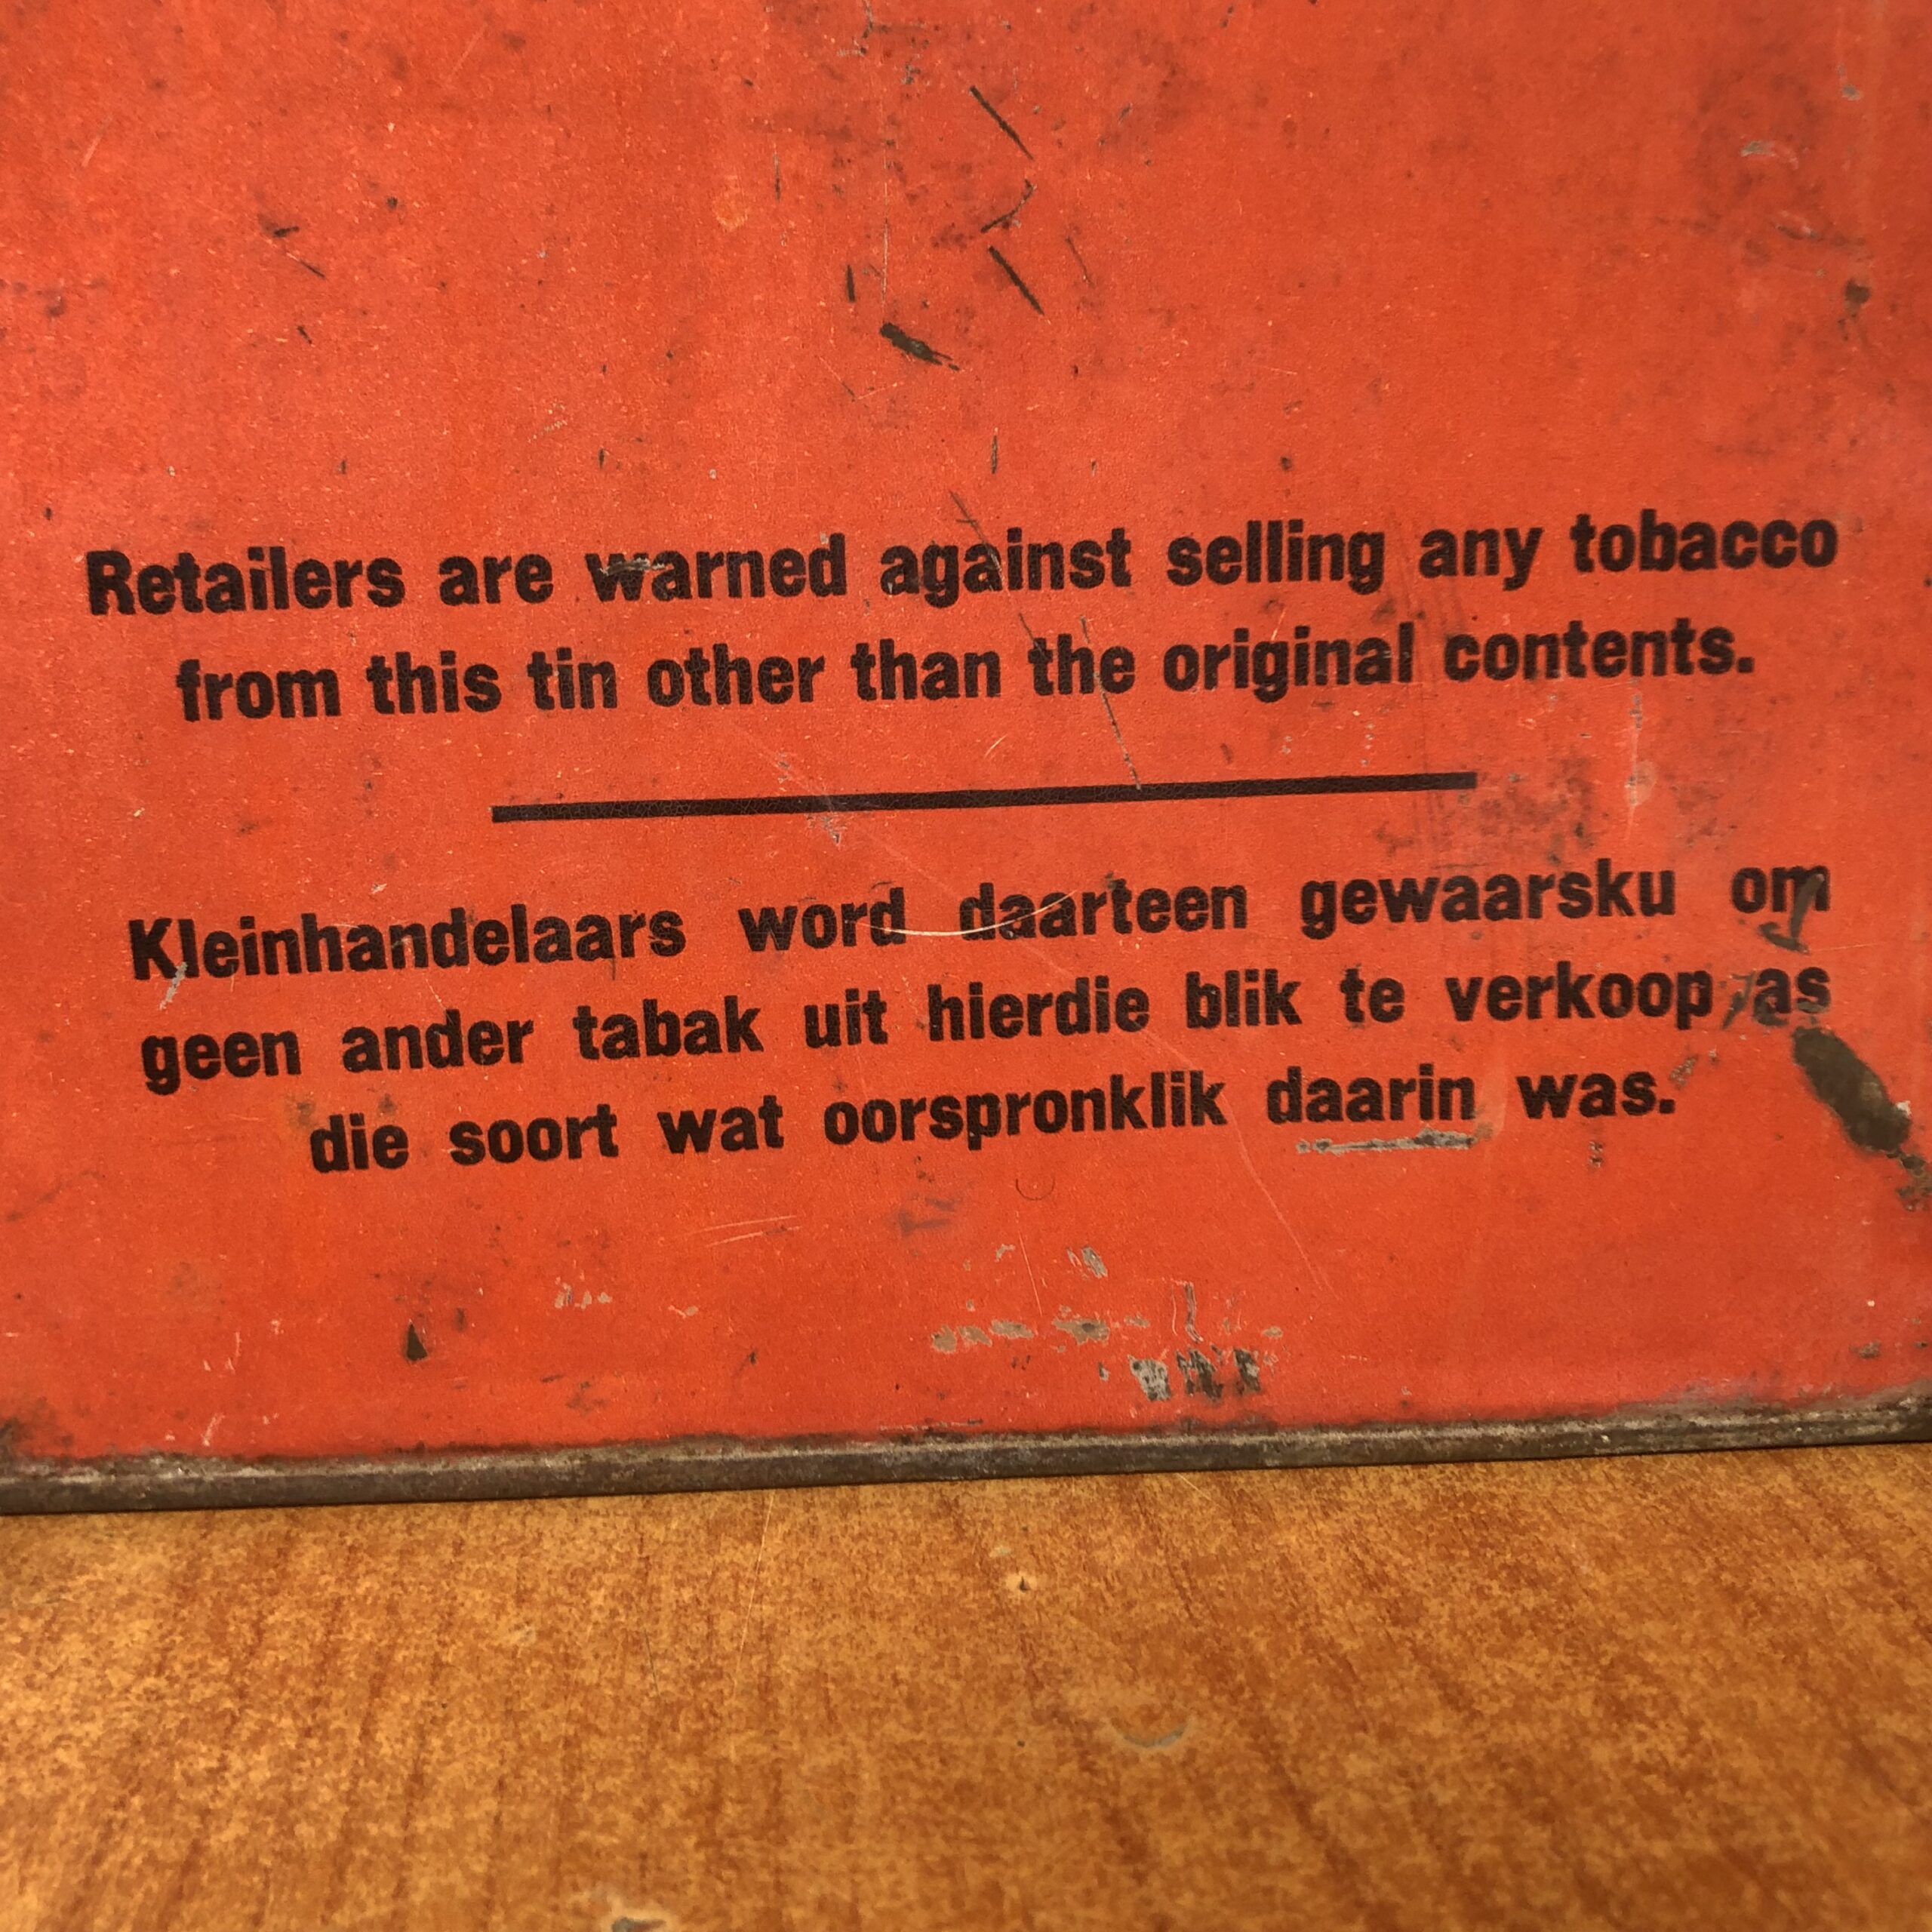 Retailers are warned against selling any tobacco
from this tin other than the original contents.
Kleinhandelaars word daarteen gewaarsku om
geen ander tabak uit hierdie blik te verkoop as
die soort wat oorspronklik daarin was.